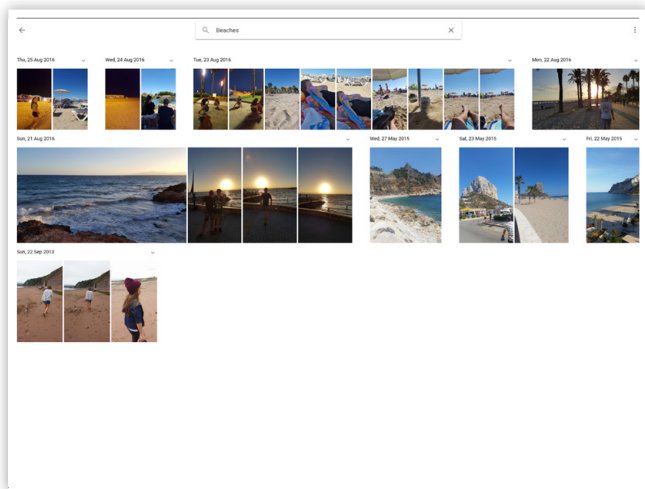 Beaches
Thu, 25 Aug 2016
Wed, 24 Aug 2016
Tue, 23 Aug 2016
Mon, 22 Aug 2016
Sun, 21 Aug 2016
Wed, 27 May 2015
Sat, 23 May 2015
Fri, 22 May 2015
Sun, 22 Sep 2013